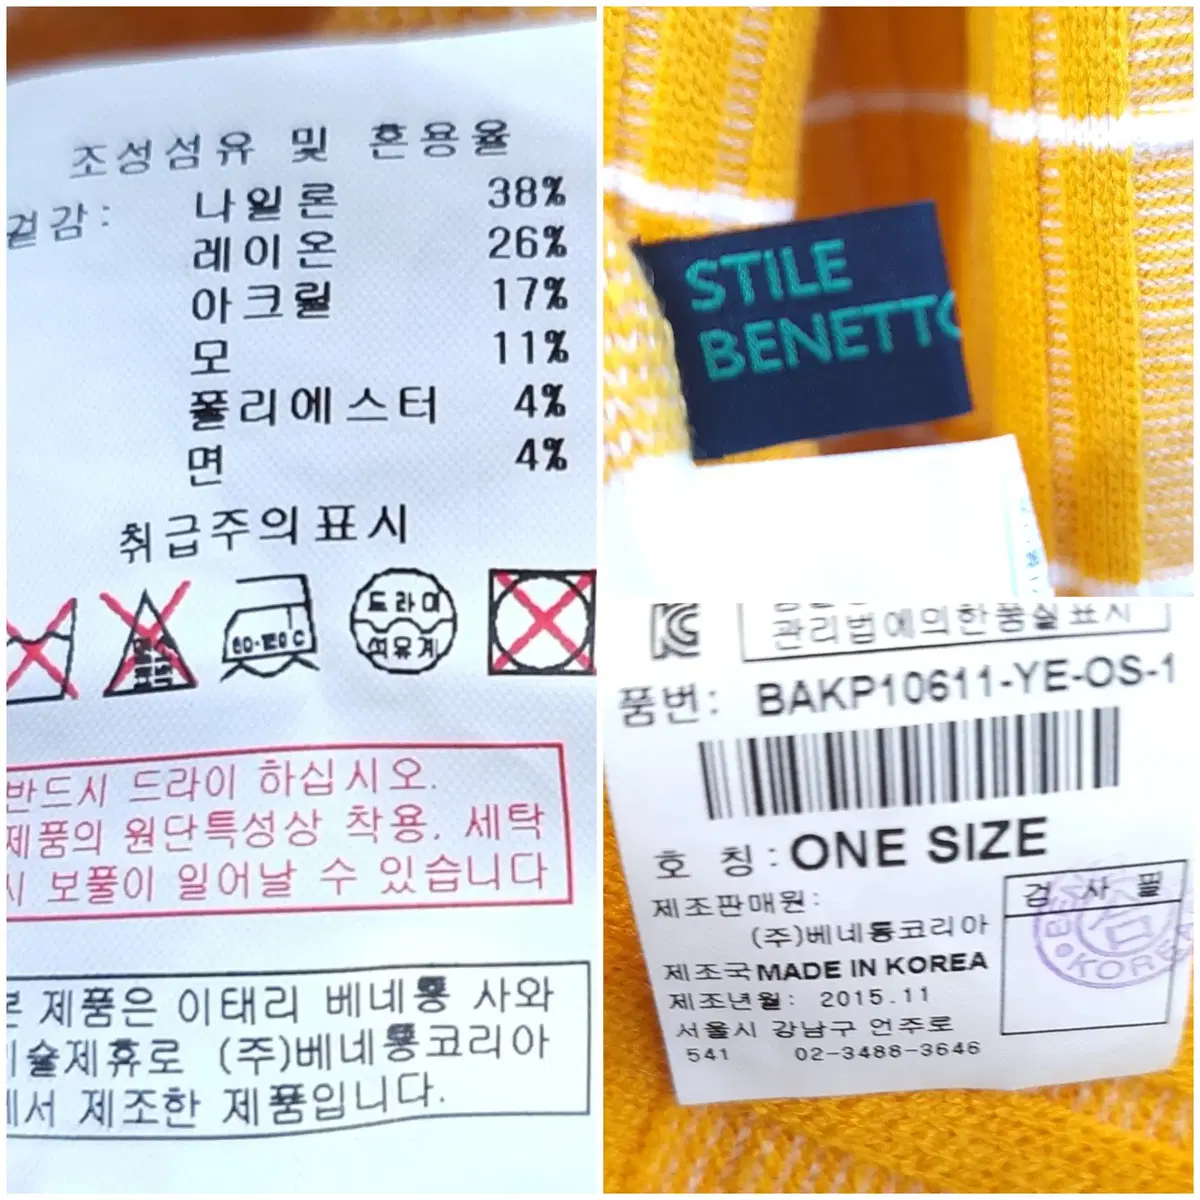 조성섬유 및 혼용율
겉감:
나일론 38%
레이온 26%
아크릴 17%
모 11%
폴리에스터 4%
면 4%
취급주의표시
드라이
석유계
반드시 드라이 하십시오.
제품의 원단특성상 착용. 세탁
시 보풀이 일어날 수 있습니다
본 제품은 이태리 베네통 사와
기술제휴로 (주)베네통코리아
에서 제조한 제품입니다.
STILE
BENETTO
관리법에의한품질표시
품번: BAKP10611-YE-OS-1
호 칭: ONE SIZE
제조판매원:
(주)베네통코리아
제조국 MADE IN KOREA
제조년월: 2015.11
서울시 강남구 언주로
541 02-3488-3646
검 사 필
KOREA